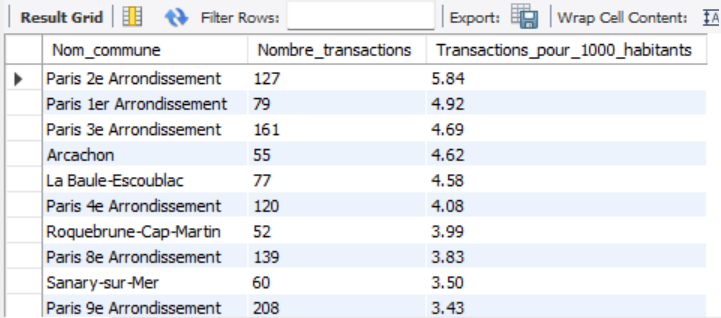 Result Grid Filter Rows: Export: Wrap Cell Content:
Nom_commune Nombre_transactions Transactions_pour_1000_habitants
Paris 2e Arrondissement 127 5.84
Paris 1er Arrondissement 79 4.92
Paris 3e Arrondissement 161 4.69
Arcachon 55 4.62
La Baule-Escoublac 77 4.58
Paris 4e Arrondissement 120 4.08
Roquebrune-Cap-Martin 52 3.99
Paris 8e Arrondissement 139 3.83
Sanary-sur-Mer 60 3.50
Paris 9e Arrondissement 208 3.43